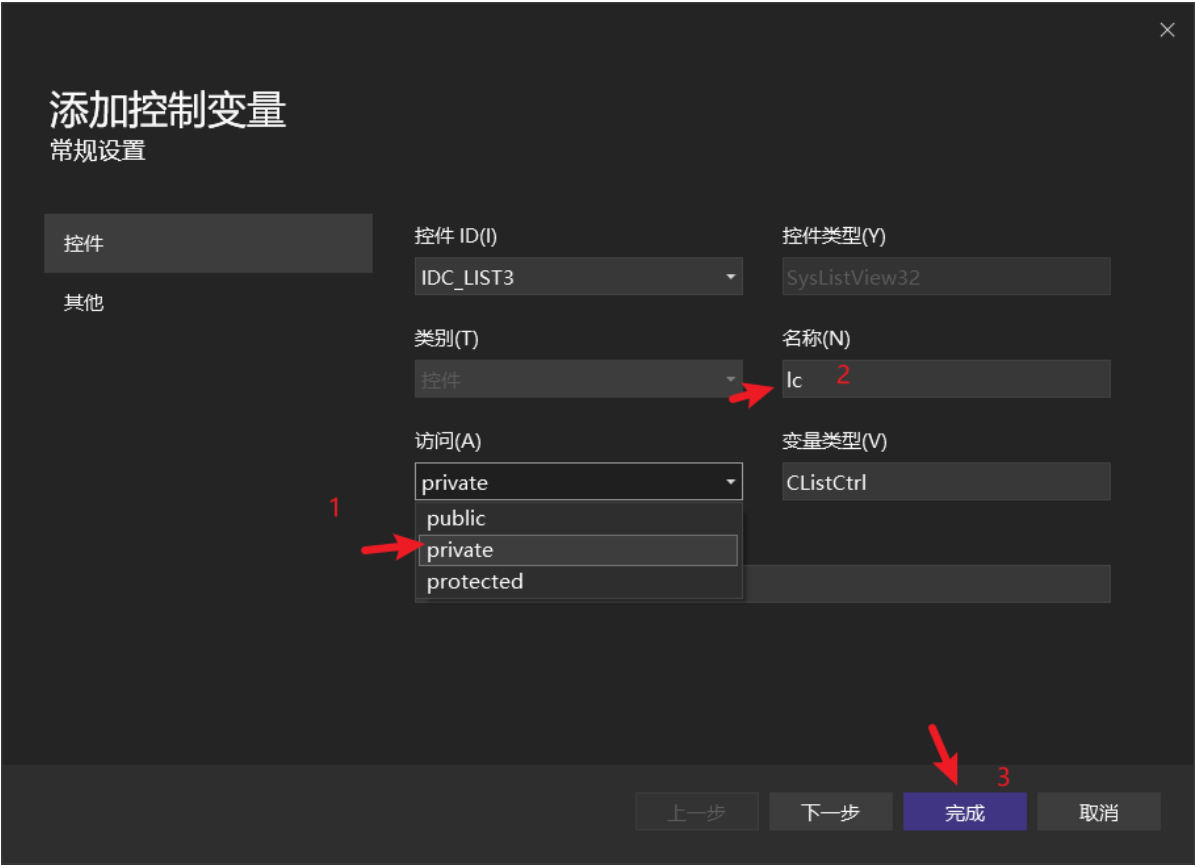 添加控制变量
常规设置
控件
其他
控件 ID(I)
控件类型(Y)
IDC_LIST3
SysListView32
类别(T)
名称(N)
控件
lc
2
访问(A)
变量类型(V)
private
CListCtrl
1
public
private
protected
3
上一步
下一步
完成
取消